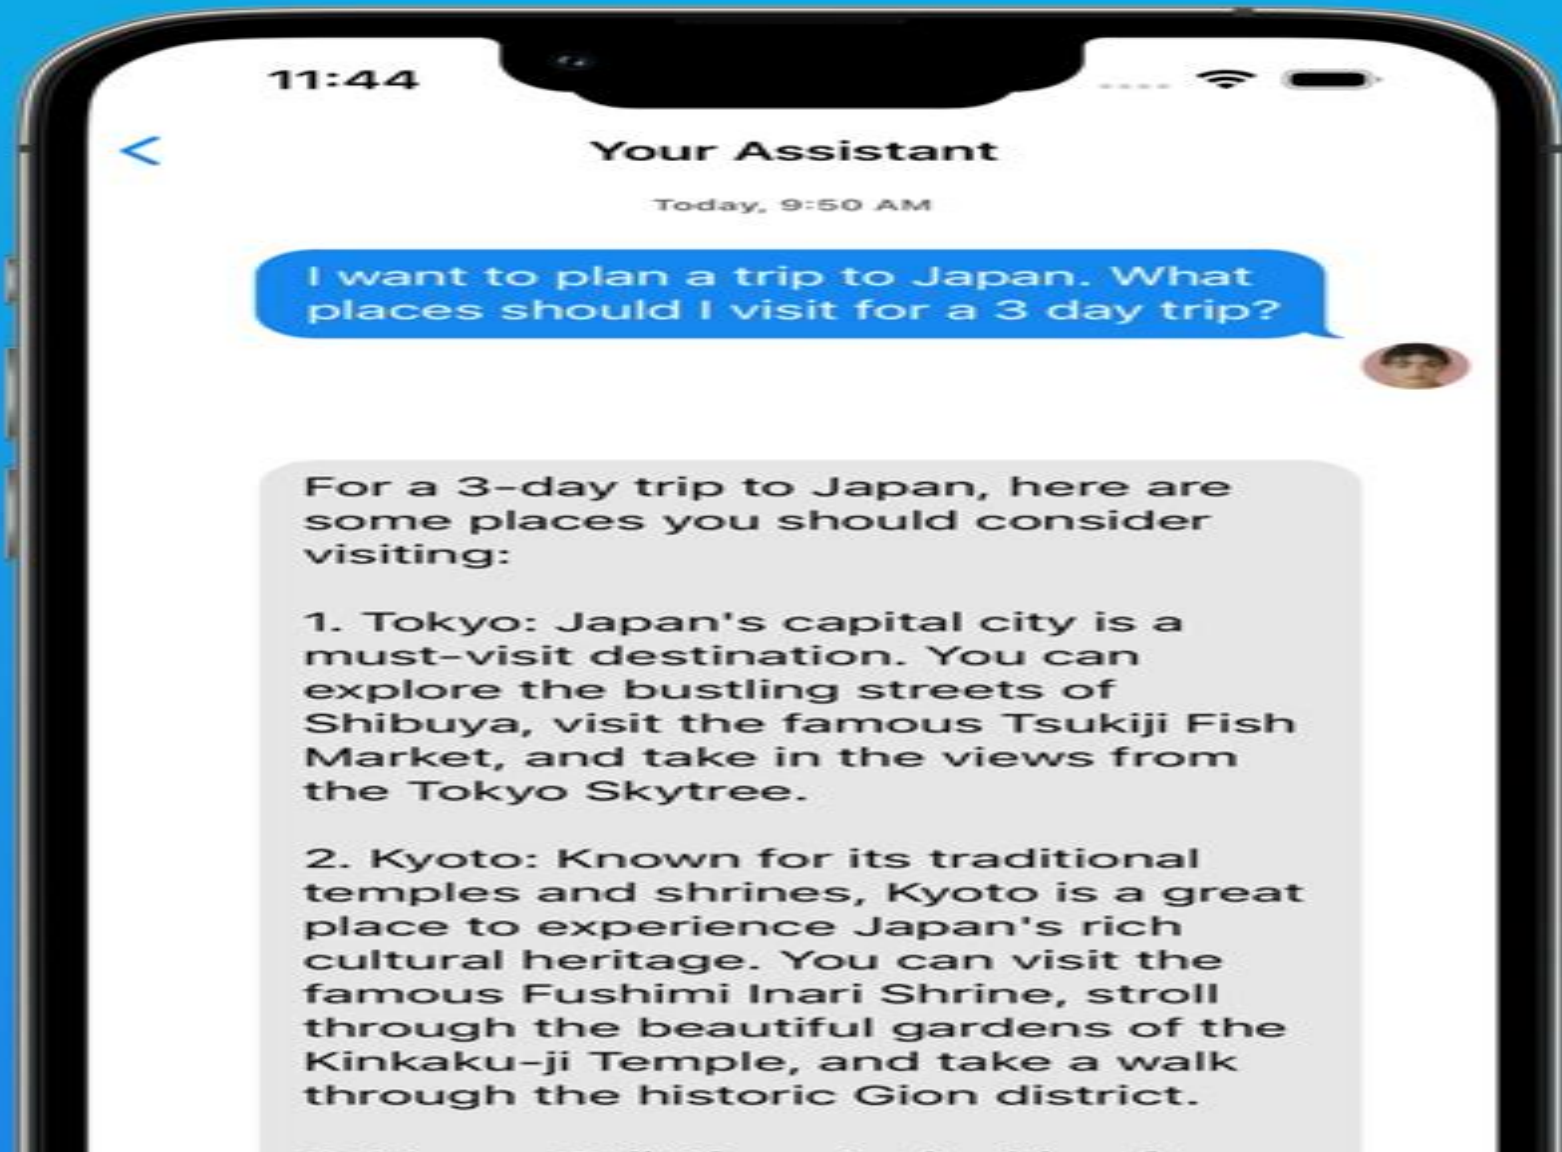 11:44
Your Assistant
Today, 9:50 AM
I want to plan a trip to Japan. What
places should I visit for a 3 day trip?
For a 3-day trip to Japan, here are
some places you should consider
visiting:
1. Tokyo: Japan's capital city is a
must-visit destination. You can
explore the bustling streets of
Shibuya, visit the famous Tsukiji Fish
Market, and take in the views from
the Tokyo Skytree.
2. Kyoto: Known for its traditional
temples and shrines, Kyoto is a great
place to experience Japan's rich
cultural heritage. You can visit the
famous Fushimi Inari Shrine, stroll
through the beautiful gardens of the
Kinkaku-ji Temple, and take a walk
through the historic Gion district.